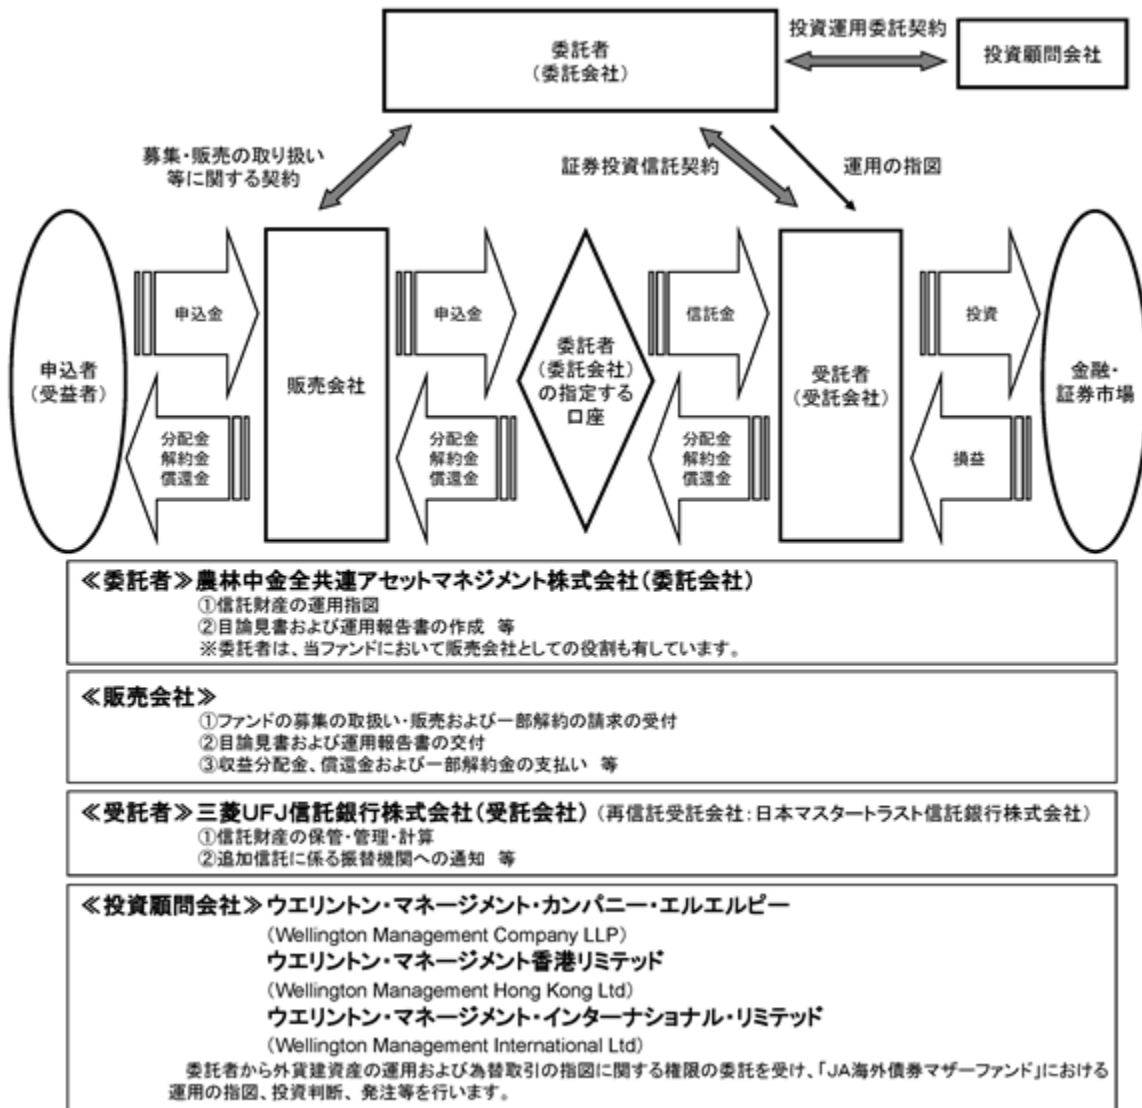 委託者
（委託会社）
投資運用委託契約
投資顧問会社
募集・販売の取り扱い
等に関する契約
証券投資信託契約
運用の指図
申込者
（受益者）
申込金
分配金
解約金
償還金
販売会社
申込金
分配金
解約金
償還金
委託者
（委託会社）
の指定する
口座
信託金
分配金
解約金
償還金
受託者
（受託会社）
投資
損益
金融・
証券市場
≪委託者≫農林中金全共連アセットマネジメント株式会社（委託会社）
①信託財産の運用指図
②目論見書および運用報告書の作成 等
※委託者は、当ファンドにおいて販売会社としての役割も有しています。
≪販売会社≫
①ファンドの募集の取扱い・販売および一部解約の請求の受付
②目論見書および運用報告書の交付
③収益分配金、償還金および一部解約金の支払い 等
≪受託者≫三菱UFJ信託銀行株式会社（受託会社）（再信託受託会社：日本マスタートラスト信託銀行株式会社）
①信託財産の保管・管理・計算
②追加信託に係る振替機関への通知 等
≪投資顧問会社≫ウエリントン・マネージメント・カンパニー・エルエルピー
（Wellington Management Company LLP）
ウエリントン・マネージメント香港リミテッド
（Wellington Management Hong Kong Ltd）
ウエリントン・マネージメント・インターナショナル・リミテッド
（Wellington Management International Ltd）
委託者から外貨建資産の運用および為替取引の指図に関する権限の委託を受け、「JA海外債券マザーファンド」における
運用の指図、投資判断、発注等を行います。